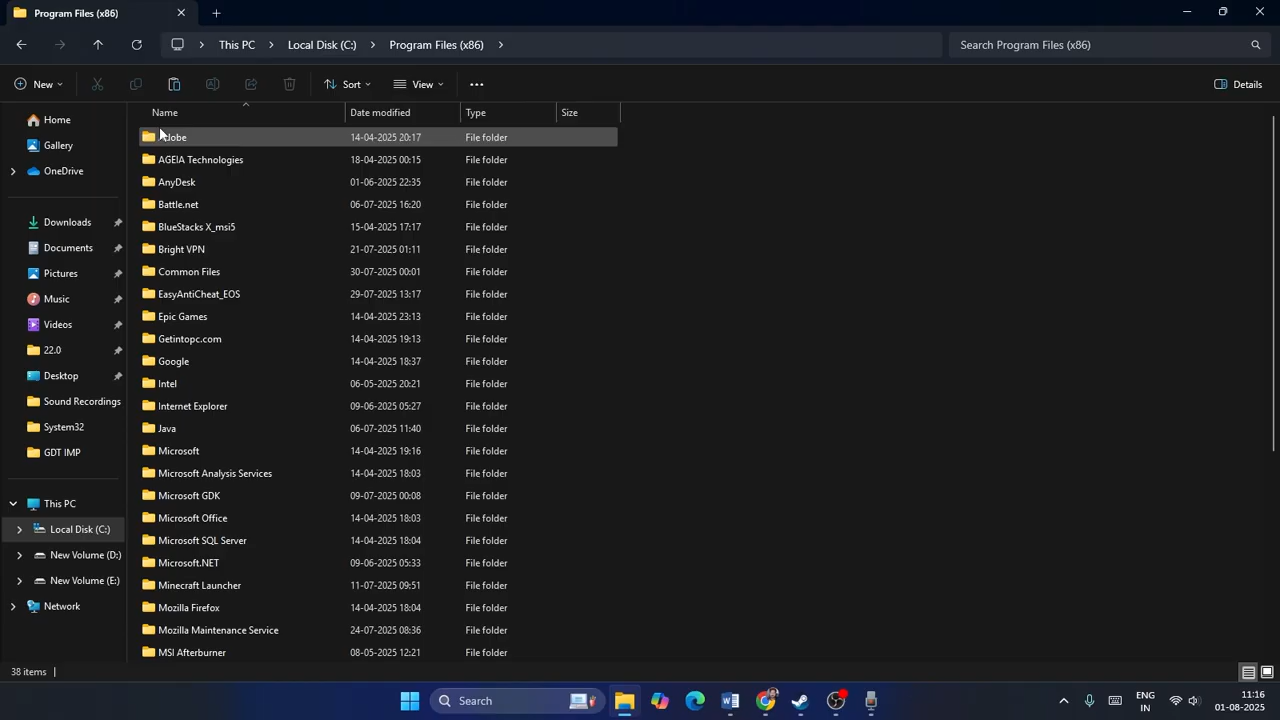 Program Files (x86)
This PC
Local Disk (C:)
Program Files (x86)
Search Program Files (x86)
New
Sort
View
Details
Name
Date modified
Type
Size
Home
Gallery
OneDrive
Downloads
Documents
Pictures
Music
Videos
22.0
Desktop
Sound Recordings
System32
GDT IMP
This PC
Local Disk (C:)
New Volume (D:)
New Volume (E:)
Network
14-04-2025 20:17 File folder
AGEIA Technologies 18-04-2025 00:15 File folder
AnyDesk 01-06-2025 22:35 File folder
Battle.net 06-07-2025 16:20 File folder
BlueStacks X_msi5 15-04-2025 17:17 File folder
Bright VPN 21-07-2025 01:11 File folder
Common Files 30-07-2025 00:01 File folder
EasyAntiCheat_EOS 29-07-2025 13:17 File folder
Epic Games 14-04-2025 23:13 File folder
Getintopc.com 14-04-2025 19:13 File folder
Google 14-04-2025 18:37 File folder
Intel 06-05-2025 20:21 File folder
Internet Explorer 09-06-2025 05:27 File folder
Java 06-07-2025 11:40 File folder
Microsoft 14-04-2025 19:16 File folder
Microsoft Analysis Services 14-04-2025 18:03 File folder
Microsoft GDK 09-07-2025 00:08 File folder
Microsoft Office 14-04-2025 18:03 File folder
Microsoft SQL Server 14-04-2025 18:04 File folder
Microsoft.NET 09-06-2025 05:33 File folder
Minecraft Launcher 11-07-2025 09:51 File folder
Mozilla Firefox 14-04-2025 18:04 File folder
Mozilla Maintenance Service 24-07-2025 08:36 File folder
MSI Afterburner 08-05-2025 12:21 File folder
38 items
Search
ENG
IN
11:16
01-08-2025